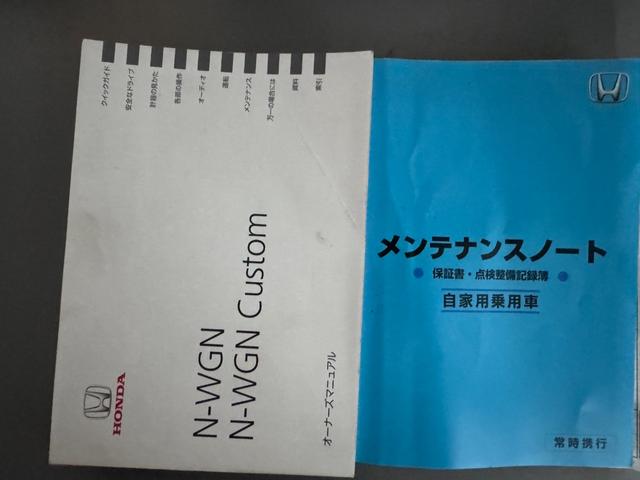 クイックガイド
安全なドライブ
計器の見かた
各部の操作
オーディオ
運転
メンテナンス
万一の場合には
資料
索引
N-WGN
N-WGN Custom
オーナーズマニュアル
HONDA
メンテナンスノート
保証書・点検整備記録簿
自家用乗用車
常時携行